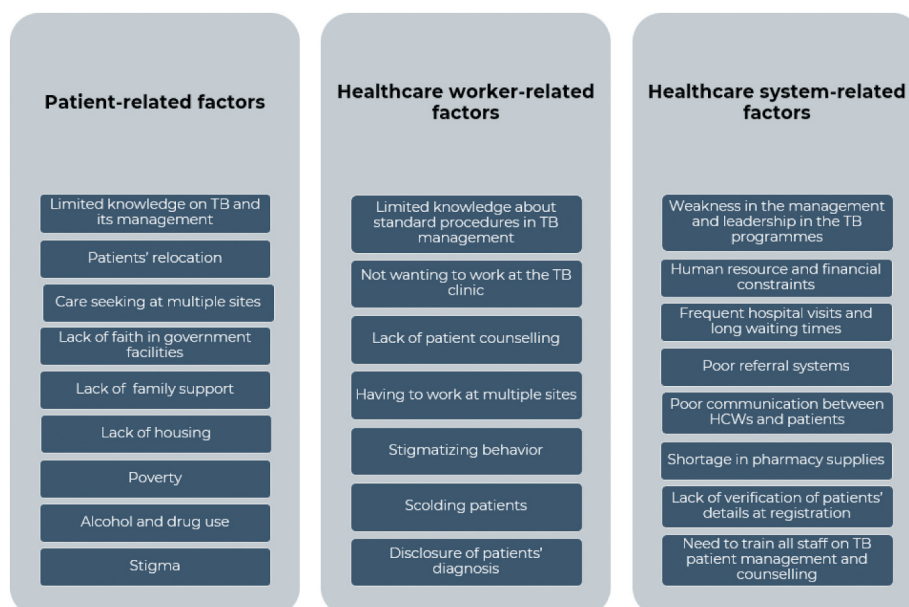 Patient-related factors
Limited knowledge on TB and
its management
Patients' relocation
Care seeking at multiple sites
Lack of faith in government
facilities
Lack of family support
Lack of housing
Poverty
Alcohol and drug use
Stigma
Healthcare worker-related
factors
Limited knowledge about
standard procedures in TB
management
Not wanting to work at the TB
clinic
Lack of patient counselling
Having to work at multiple sites
Stigmatizing behavior
Scolding patients
Disclosure of patients'
diagnosis
Healthcare system-related
factors
Weakness in the management
and leadership in the TB
programmes
Human resource and financial
constraints
Frequent hospital visits and
long waiting times
Poor referral systems
Poor communication between
HCWs and patients
Shortage in pharmacy supplies
Lack of verification of patients'
details at registration
Need to train all staff on TB
patient management and
counselling